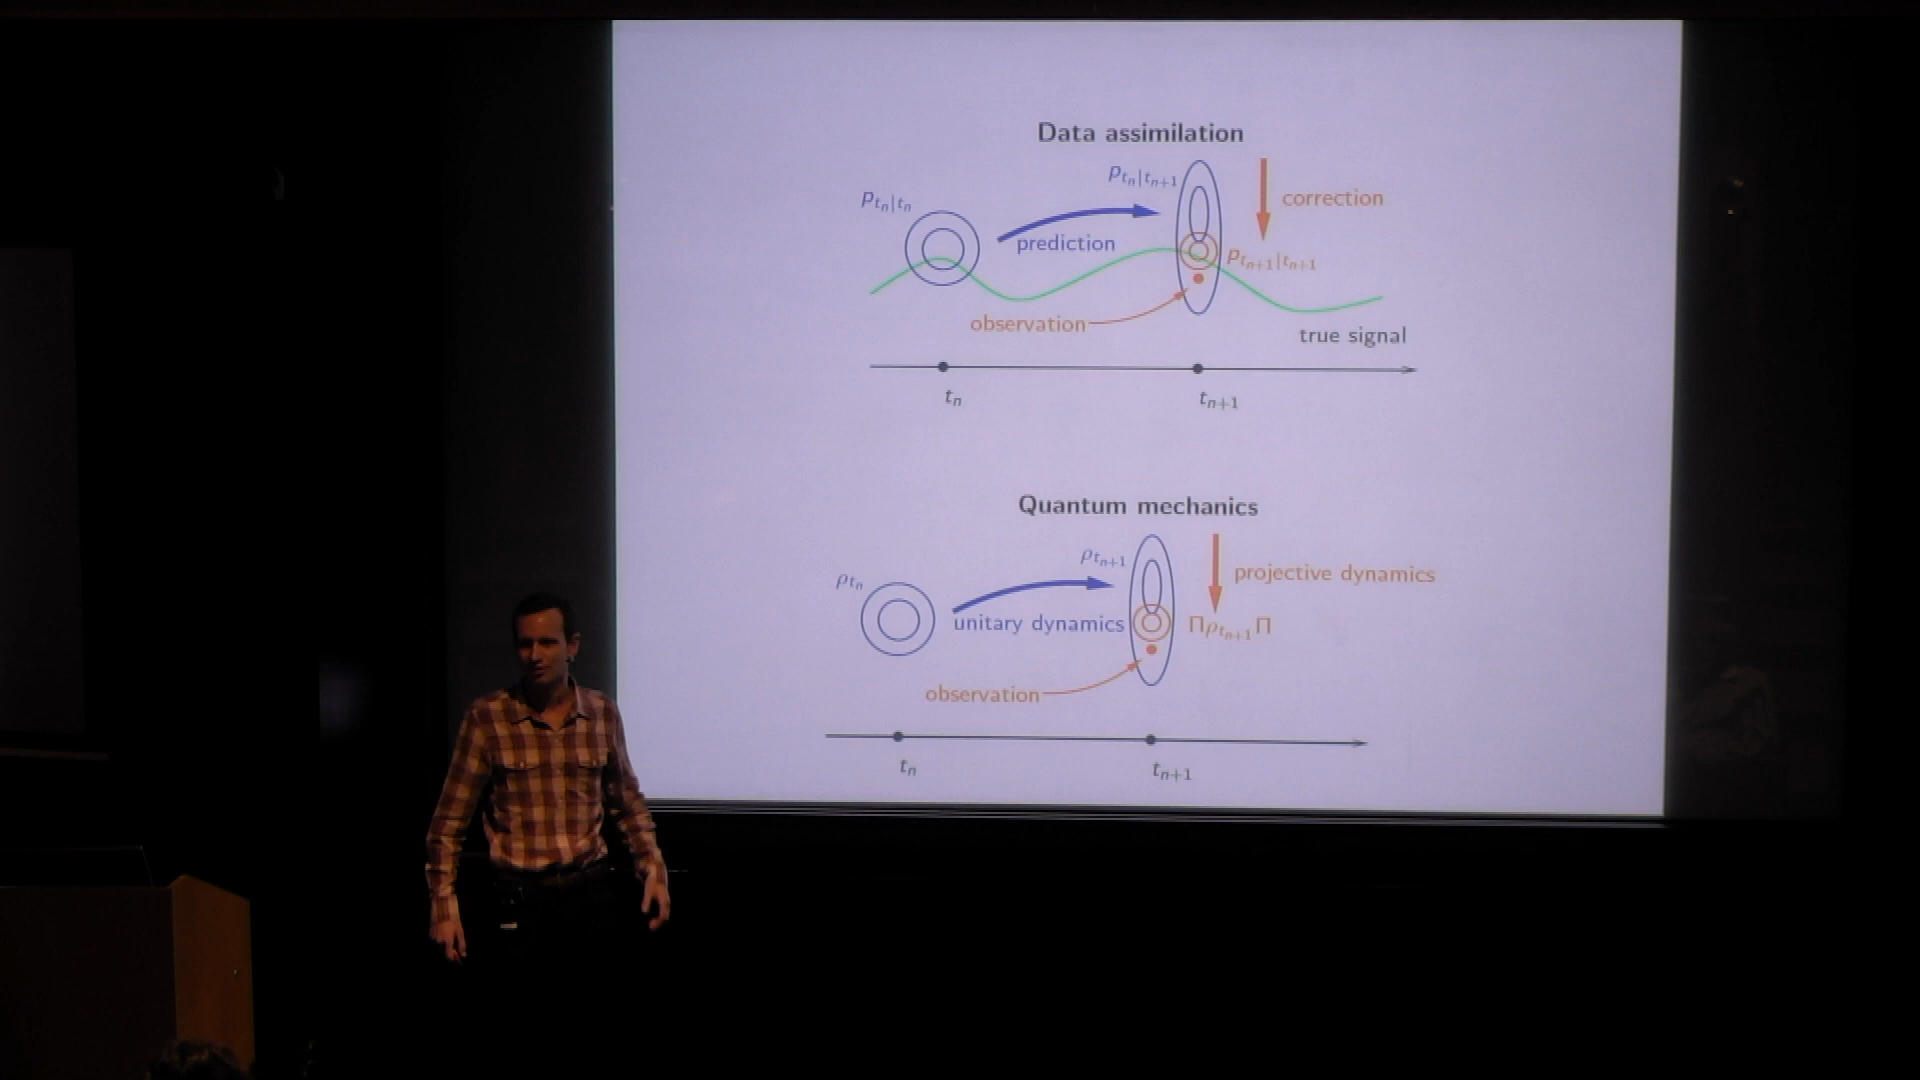 Data assimilation
p_{t_n|t_{n+1}}
p_{t_n|t_n}
correction
prediction
p_{t_{n+1}|t_{n+1}}
observation
true signal
t_n
t_{n+1}
Quantum mechanics
ρ_{t_{n+1}}
ρ_{t_n}
projective dynamics
unitary dynamics
Πρ_{t_{n+1}}Π
observation
t_n
t_{n+1}